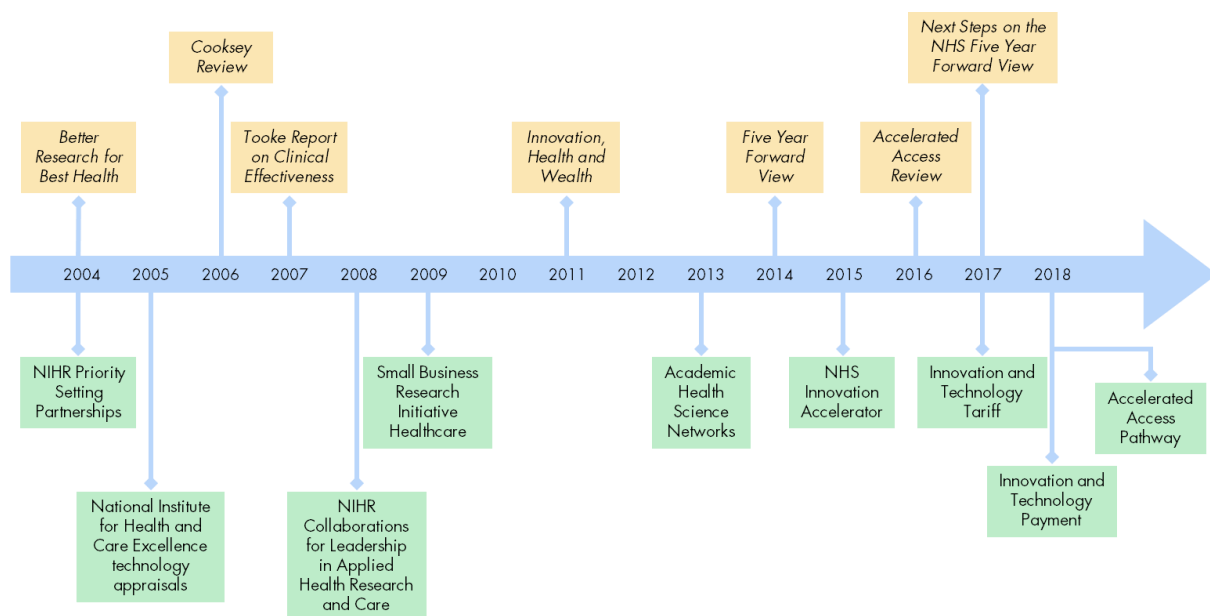 Next Steps on the
NHS Five Year
Forward View
Cooksey
Review
Better
Research for
Best Health
Tooke Report
on Clinical
Effectiveness
Innovation,
Health and
Wealth
Five Year
Forward
View
Accelerated
Access
Review
2004 2005 2006 2007 2008 2009 2010 2011 2012 2013 2014 2015 2016 2017 2018
NIHR Priority
Setting
Partnerships
Small Business
Research
Initiative
Healthcare
Academic
Health
Science
Networks
NHS
Innovation
Accelerator
Innovation and
Technology
Tariff
Accelerated
Access
Pathway
National Institute
for Health and
Care Excellence
technology
appraisals
NIHR
Collaborations
for Leadership
in Applied
Health Research
and Care
Innovation and
Technology
Payment